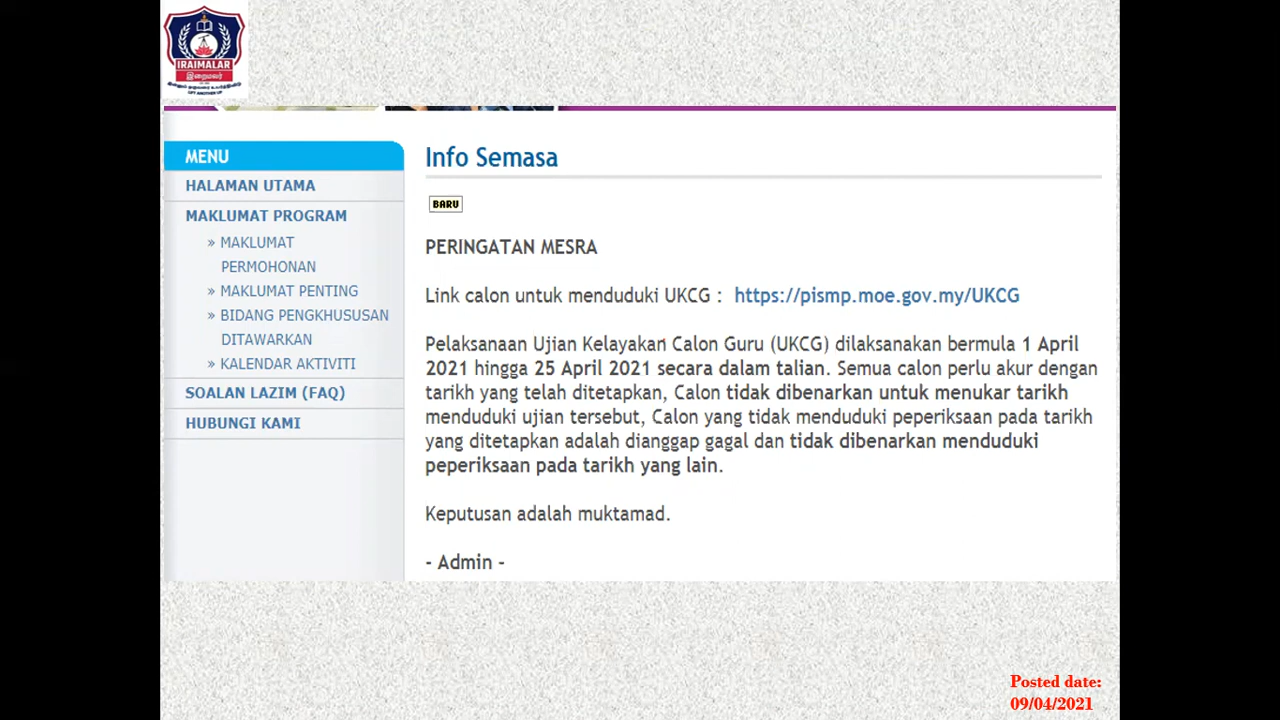 IRAIMALAR
இறைமலர்
LIFT ANOTHER UP
MENU
HALAMAN UTAMA
MAKLUMAT PROGRAM
» MAKLUMAT
PERMOHONAN
» MAKLUMAT PENTING
» BIDANG PENGKHUSUSAN
DITAWARKAN
» KALENDAR AKTIVITI
SOALAN LAZIM (FAQ)
HUBUNGI KAMI
Info Semasa
BARU
PERINGATAN MESRA
Link calon untuk menduduki UKCG : https://pismp.moe.gov.my/UKCG
Pelaksanaan Ujian Kelayakan Calon Guru (UKCG) dilaksanakan bermula 1 April
2021 hingga 25 April 2021 secara dalam talian. Semua calon perlu akur dengan
tarikh yang telah ditetapkan, Calon tidak dibenarkan untuk menukar tarikh
menduduki ujian tersebut, Calon yang tidak menduduki peperiksaan pada tarikh
yang ditetapkan adalah dianggap gagal dan tidak dibenarkan menduduki
peperiksaan pada tarikh yang lain.
Keputusan adalah muktamad.
- Admin -
Posted date:
09/04/2021